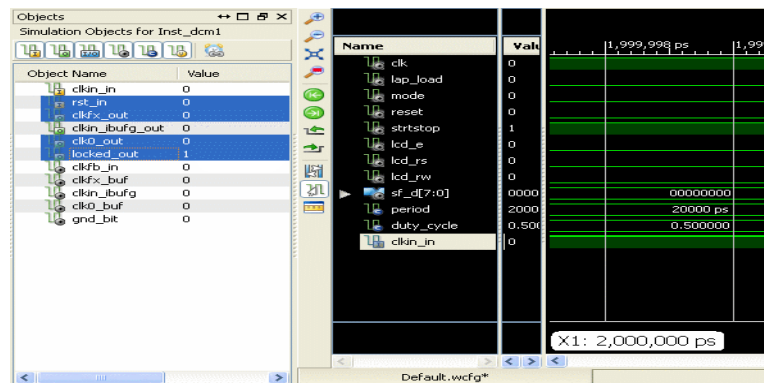 Objects
Simulation Objects for Inst_dcm1
Object Name Value
clkin_in 0
rst_in 0
clkfx_out 0
clkin_ibufg_out 0
clk0_out 0
locked_out 1
clkfb_in 0
clkfx_buf 0
clkin_ibufg 0
clk0_buf 0
gnd_bit 0
Name Valu 1,999,998 ps 1,99
clk 0
lap_load 0
mode 0
reset 0
strtstop 1
lcd_e 0
lcd_rs 0
lcd_rw 0
sf_d[7:0] 0000 00000000
period 2000 20000 ps
duty_cycle 0.500 0.500000
clkin_in 0
X1: 2,000,000 ps
Default.wcfg*